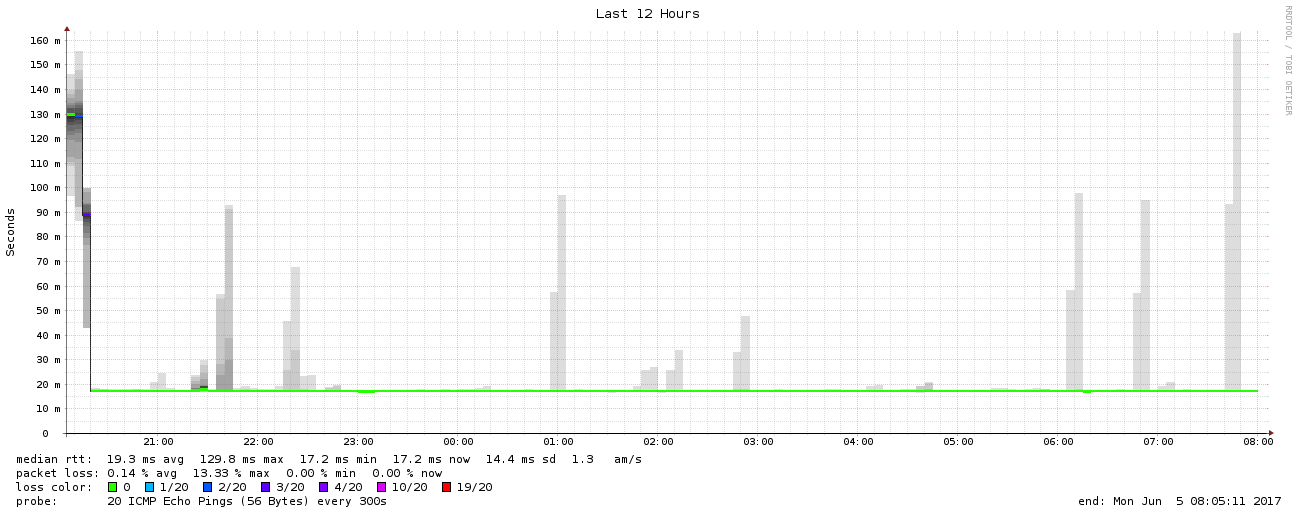 Last 12 Hours
RRDTOOL / TOBI OETIKER
Seconds
160 m
150 m
140 m
130 m
120 m
110 m
100 m
90 m
80 m
70 m
60 m
50 m
40 m
30 m
20 m
10 m
0
21:00 22:00 23:00 00:00 01:00 02:00 03:00 04:00 05:00 06:00 07:00 08:00
median rtt: 19.3 ms avg 129.8 ms max 17.2 ms min 17.2 ms now 14.4 ms sd 1.3 am/s
packet loss: 0.14 % avg 13.33 % max 0.00 % min 0.00 % now
loss color: 0 1/20 2/20 3/20 4/20 10/20 19/20
probe: 20 ICMP Echo Pings (56 Bytes) every 300s end: Mon Jun 5 08:05:11 2017